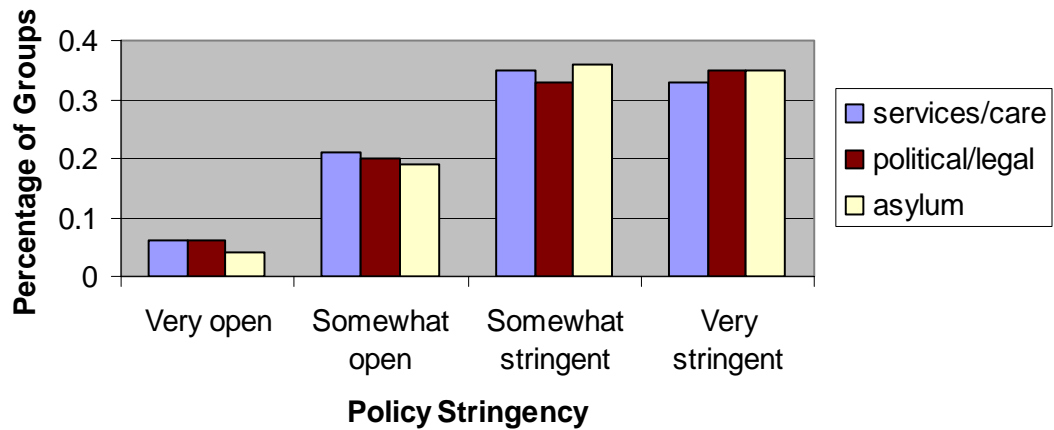 Percentage of Groups
0.4
0.3
0.2
0.1
0
Very open
Somewhat
open
Somewhat
stringent
Very
stringent
Policy Stringency
services/care
political/legal
asylum